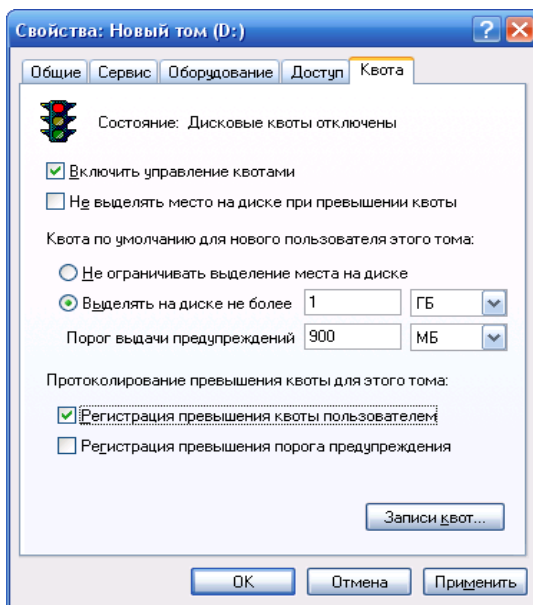 Свойства: Новый том (D:)
Общие Сервис Оборудование Доступ Квота
Состояние: Дисковые квоты отключены
Включить управление квотами
Не выделять место на диске при превышении квоты
Квота по умолчанию для нового пользователя этого тома:
Не ограничивать выделение места на диске
Выделять на диске не более 1 ГБ
Порог выдачи предупреждений 900 МБ
Протоколирование превышения квоты для этого тома:
Регистрация превышения квоты пользователем
Регистрация превышения порога предупреждения
Записи квот...
OK Отмена Применить